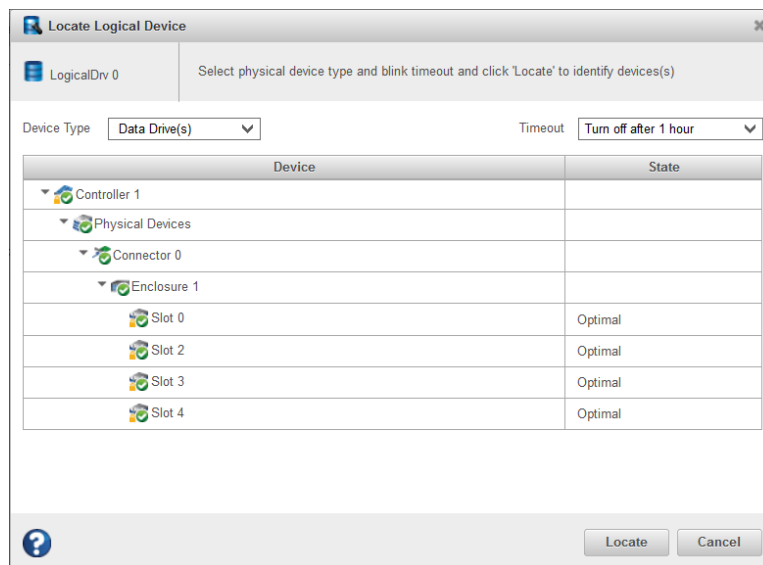 Locate Logical Device
LogicalDrv 0
Select physical device type and blink timeout and click 'Locate' to identify devices(s)
Device Type Data Drive(s) Timeout Turn off after 1 hour
Device State
Controller 1
Physical Devices
Connector 0
Enclosure 1
Slot 0 Optimal
Slot 2 Optimal
Slot 3 Optimal
Slot 4 Optimal
? Locate Cancel